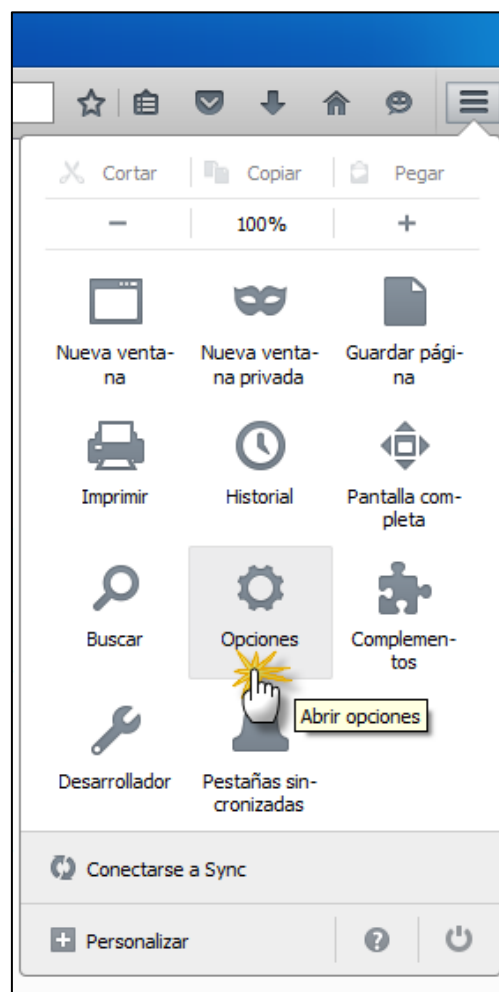 Cortar Copiar Pegar
− 100% +
Nueva venta- Nueva venta- Guardar pági-
na na privada na
Imprimir Historial Pantalla com-
pleta
Buscar Opciones Complemen-
tos
Abrir opciones
Desarrollador Pestañas sin-
cronizadas
Conectarse a Sync
Personalizar